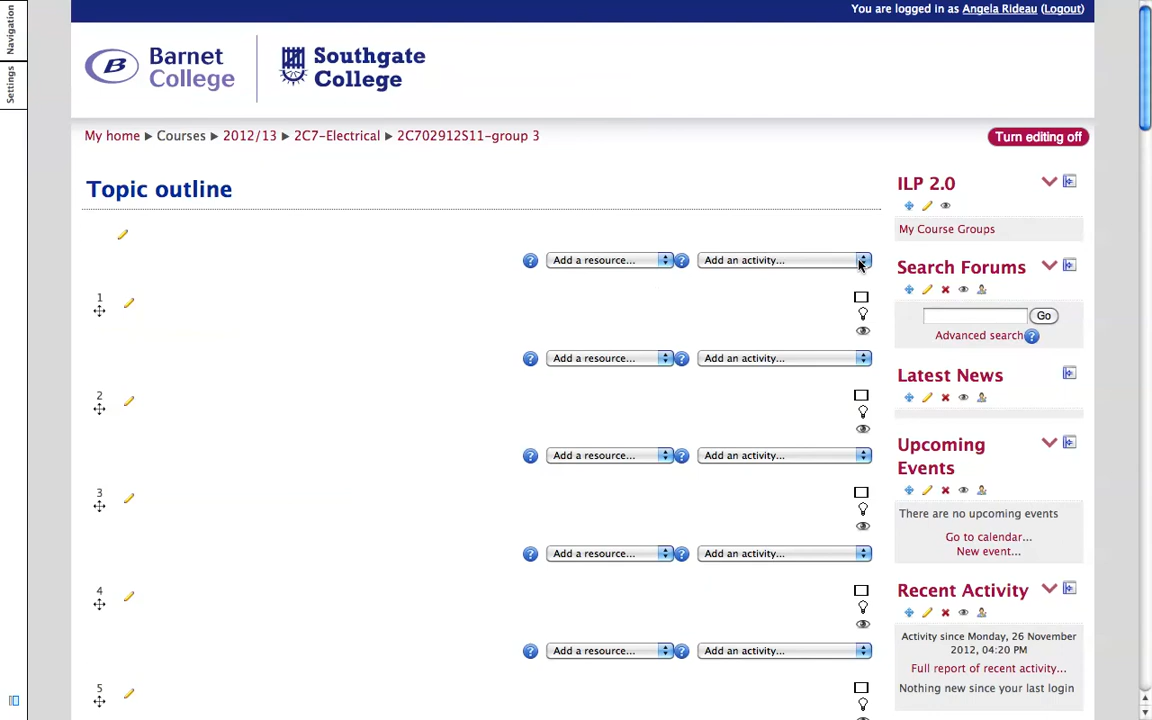 You are logged in as Angela Rideau (Logout)
Navigation
Settings
B
Barnet College
Southgate College
My home ▶ Courses ▶ 2012/13 ▶ 2C7-Electrical ▶ 2C702912S11-group 3
Turn editing off
Topic outline
? Add a resource... ? Add an activity...
1
? Add a resource... ? Add an activity...
2
? Add a resource... ? Add an activity...
3
? Add a resource... ? Add an activity...
4
? Add a resource... ? Add an activity...
5
ILP 2.0
My Course Groups
Search Forums
Go
Advanced search ?
Latest News
Upcoming
Events
There are no upcoming events
Go to calendar...
New event...
Recent Activity
Activity since Monday, 26 November
2012, 04:20 PM
Full report of recent activity...
Nothing new since your last login